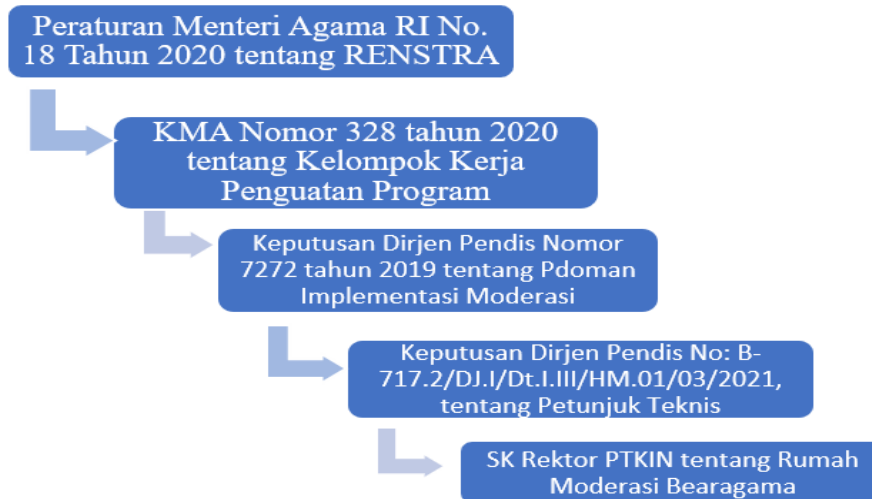 Peraturan Menteri Agama RI No.
18 Tahun 2020 tentang RENSTRA
KMA Nomor 328 tahun 2020
tentang Kelompok Kerja
Penguatan Program
Keputusan Dirjen Pendis Nomor
7272 tahun 2019 tentang Pdoman
Implementasi Moderasi
Keputusan Dirjen Pendis No: B-
717.2/DJ.I/Dt.I.III/HM.01/03/2021,
tentang Petunjuk Teknis
SK Rektor PTKIN tentang Rumah
Moderasi Bearagama